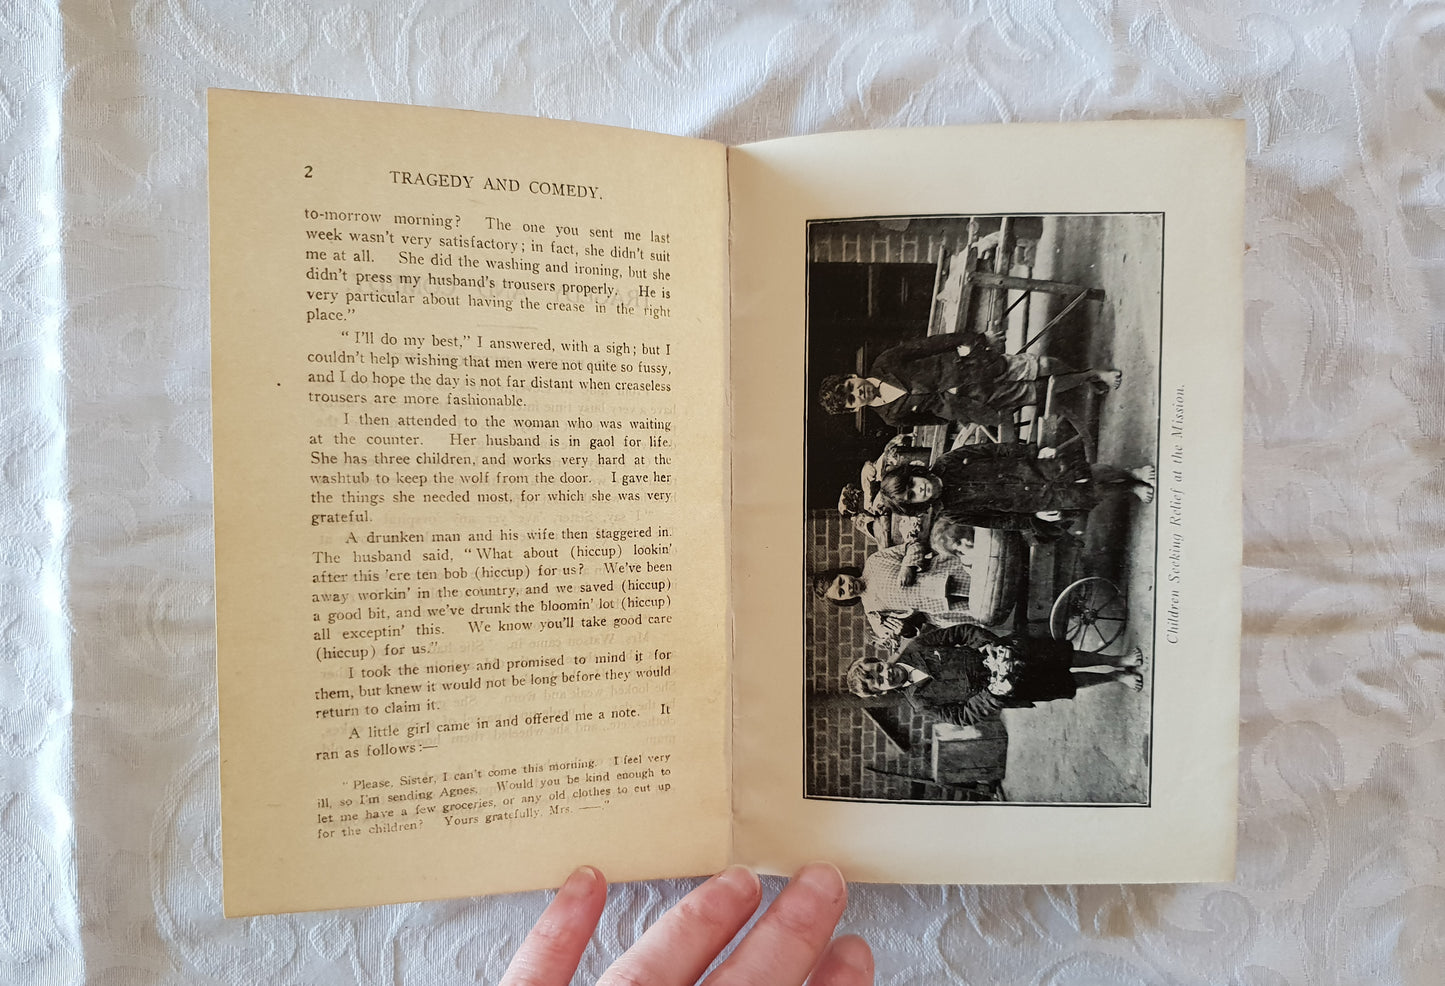 2
TRAGEDY AND COMEDY.
to-morrow morning? The one you sent me last
week wasn't very satisfactory; in fact, she didn't suit
me at all. She did the washing and ironing, but she
didn't press my husband's trousers properly. He is
very particular about having the crease in the right
place."
" I'll do my best," I answered, with a sigh; but I
couldn't help wishing that men were not quite so fussy,
and I do hope the day is not far distant when creaseless
trousers are more fashionable.
I then attended to the woman who was waiting
at the counter. Her husband is in gaol for life.
She has three children, and works very hard at the
washtub to keep the wolf from the door. I gave her
the things she needed most, for which she was very
grateful.
A drunken man and his wife then staggered in.
The husband said, "What about (hiccup) lookin'
after this 'ere ten bob (hiccup) for us? We've been
away workin' in the country, and we saved (hiccup)
a good bit, and we've drunk the bloomin' lot (hiccup)
all exceptin' this. We know you'll take good care
(hiccup) for us."
I took the money and promised to mind it for
them, but knew it would not be long before they would
return to claim it.
A little girl came in and offered me a note. It
ran as follows:—
" Please, Sister, I can't come this morning. I feel very
ill, so I'm sending Agnes. Would you be kind enough to
let me have a few groceries, or any old clothes to cut up
for the children? Yours gratefully, Mrs. ——."
Children Seeking Relief at the Mission.